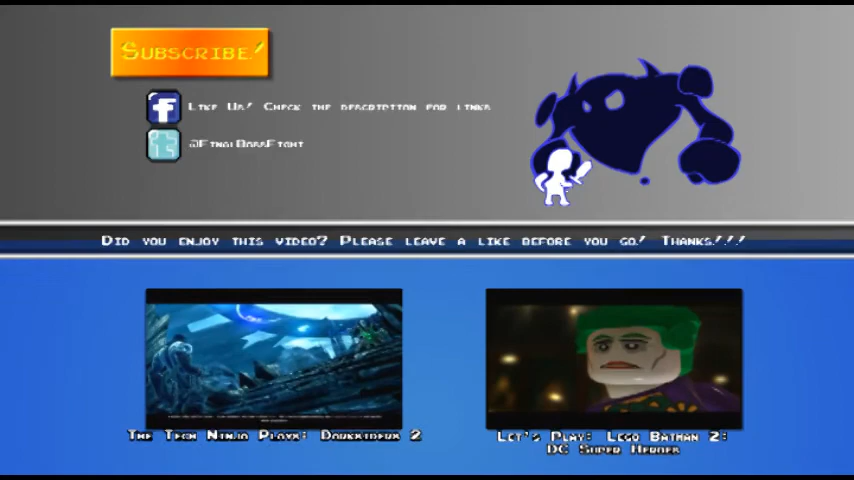 Subscribe!
Like Us! Check the description for links
@FinalBossFight
Did you enjoy this video? Please leave a like before you go! Thanks!!!
The Tech Ninja Plays: Darksiders 2
Let's Play: Lego Batman 2:
DC Super Heroes